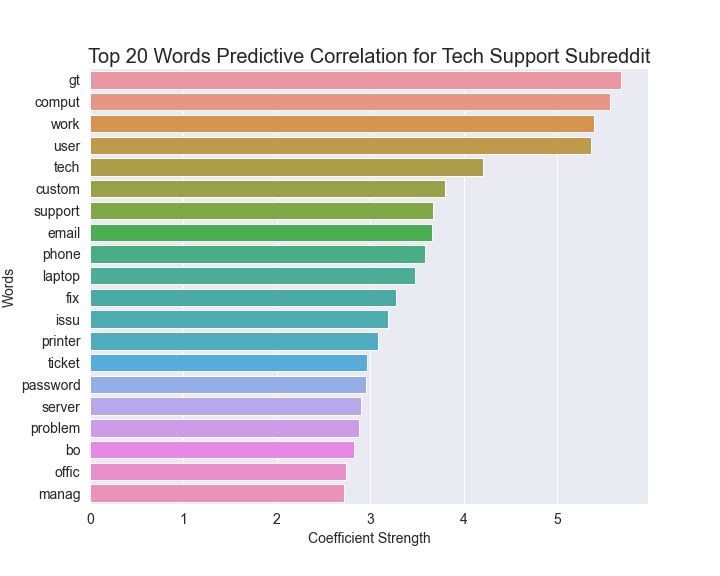 Top 20 Words Predictive Correlation for Tech Support Subreddit
gt
comput
work
user
tech
custom
support
email
phone
laptop
fix
issu
printer
ticket
password
server
problem
bo
offic
manag
Words
0 1 2 3 4 5
Coefficient Strength